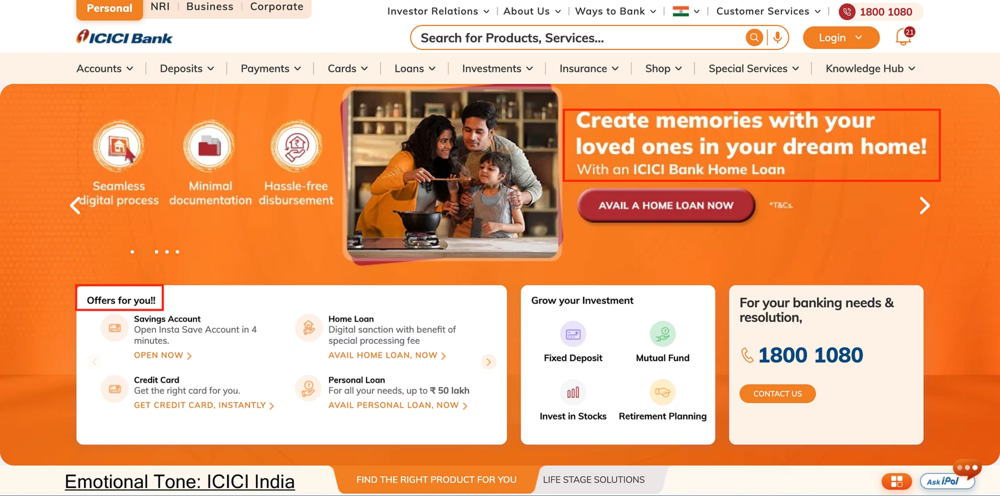 Personal
NRI
Business
Corporate
Investor Relations
About Us
Ways to Bank
Customer Services
1800 1080
ICICI Bank
Search for Products, Services...
Login
21
Accounts
Deposits
Payments
Cards
Loans
Investments
Insurance
Shop
Special Services
Knowledge Hub
Seamless
digital process
Minimal
documentation
Hassle-free
disbursement
Create memories with your
loved ones in your dream home!
With an ICICI Bank Home Loan
AVAIL A HOME LOAN NOW
*T&Cs.
Offers for you!!
Savings Account
Open Insta Save Account in 4
minutes.
OPEN NOW
Home Loan
Digital sanction with benefit of
special processing fee
AVAIL HOME LOAN, NOW
Credit Card
Get the right card for you.
GET CREDIT CARD, INSTANTLY
Personal Loan
For all your needs, up to ₹ 50 lakh
AVAIL PERSONAL LOAN, NOW
Grow your Investment
Fixed Deposit
Mutual Fund
Invest in Stocks
Retirement Planning
For your banking needs &
resolution,
1800 1080
CONTACT US
Emotional Tone: ICICI India
FIND THE RIGHT PRODUCT FOR YOU
LIFE STAGE SOLUTIONS
Ask iPal